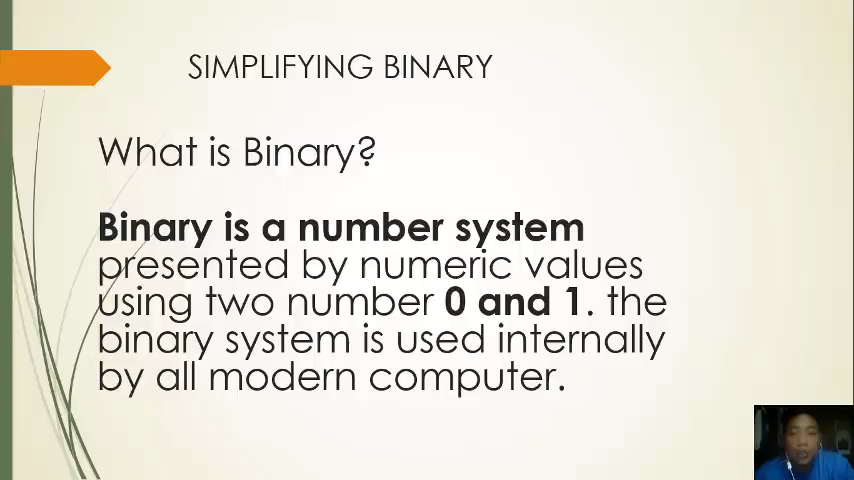 SIMPLIFYING BINARY
What is Binary?
Binary is a number system
presented by numeric values
using two number 0 and 1. the
binary system is used internally
by all modern computer.